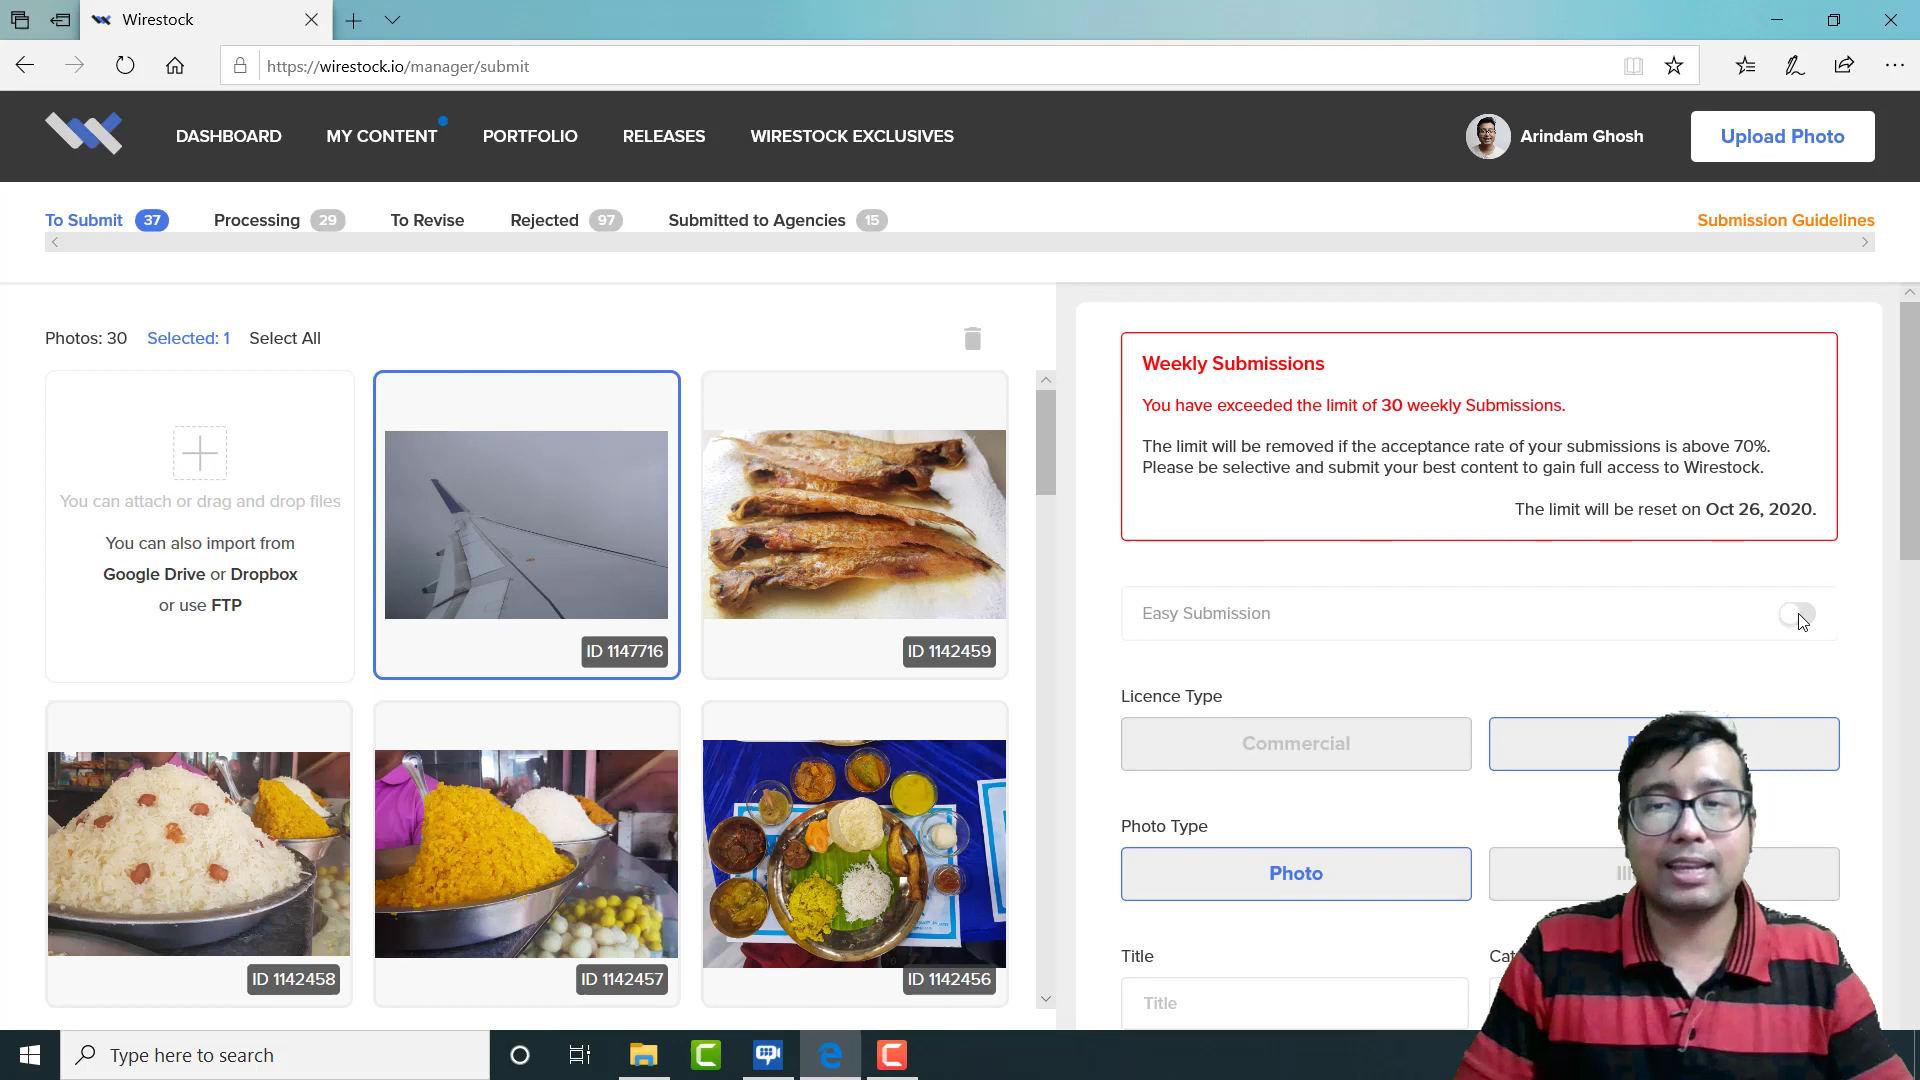 Wirestock
https://wirestock.io/manager/submit
DASHBOARD
MY CONTENT
PORTFOLIO
RELEASES
WIRESTOCK EXCLUSIVES
Arindam Ghosh
Upload Photo
To Submit 37
Processing 29
To Revise
Rejected 97
Submitted to Agencies 15
Submission Guidelines
Photos: 30 Selected: 1 Select All
You can attach or drag and drop files
You can also import from
Google Drive or Dropbox
or use FTP
ID 1147716
ID 1142459
ID 1142458
ID 1142457
ID 1142456
Weekly Submissions
You have exceeded the limit of 30 weekly Submissions.
The limit will be removed if the acceptance rate of your submissions is above 70%.
Please be selective and submit your best content to gain full access to Wirestock.
The limit will be reset on Oct 26, 2020.
Easy Submission
Licence Type
Commercial
Photo Type
Photo
Title
Title
Type here to search